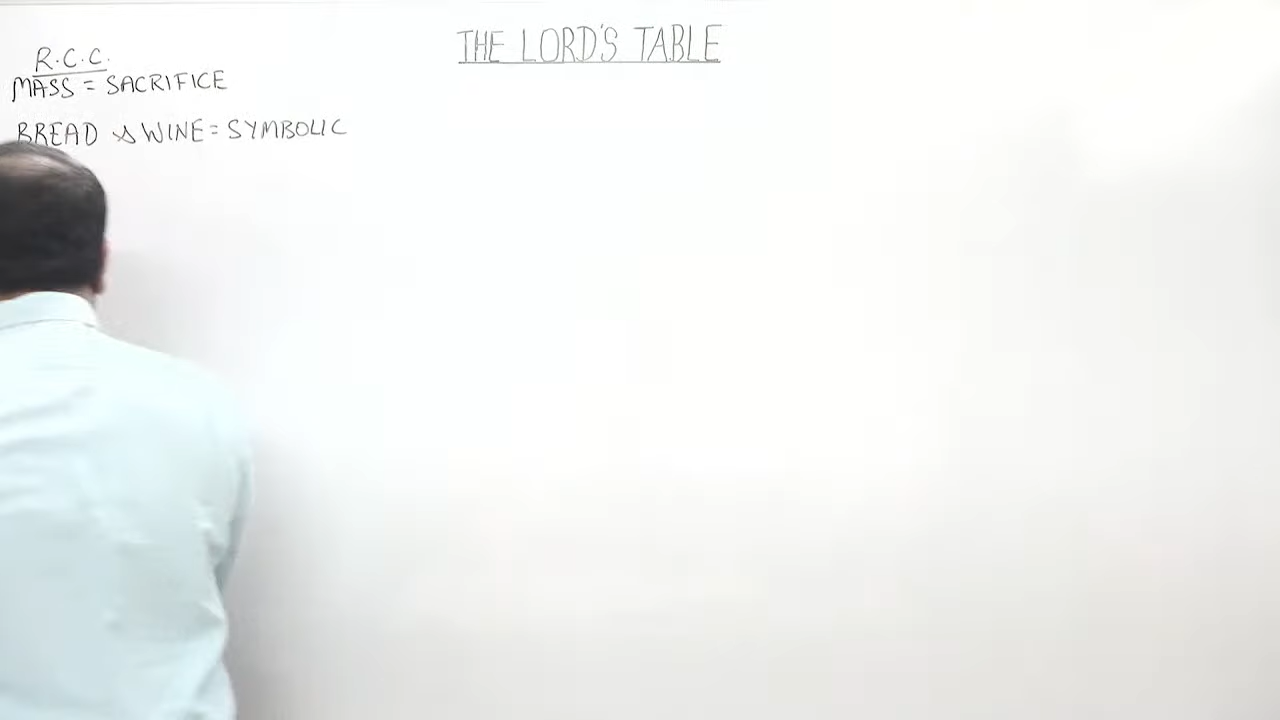 THE LORD'S TABLE
R.C.C.
MASS = SACRIFICE
BREAD & WINE = SYMBOLIC